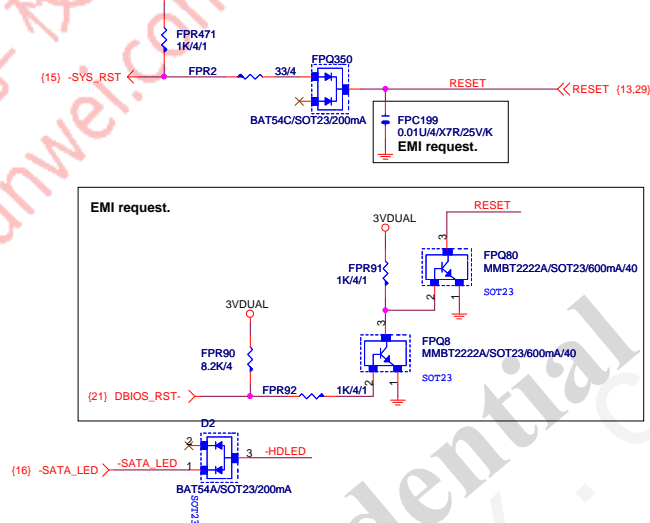 FPR471
1K/4/1
{15} -SYS_RST
FPR2
33/4
FPQ350
BAT54C/SOT23/200mA
RESET
RESET {13,29}
FPC199
0.01U/4/X7R/25V/K
EMI request.
EMI request.
RESET
3VDUAL
3
FPQ80
MMBT2222A/SOT23/600mA/40
SOT23
2
1
FPR91
1K/4/1
3VDUAL
3
FPQ8
MMBT2222A/SOT23/600mA/40
SOT23
2
1
FPR90
8.2K/4
{21} DBIOS_RST-
FPR92
1K/4/1
D2
2
3
-HDLED
{16} -SATA_LED
-SATA_LED
1
BAT54A/SOT23/200mA
SOT23